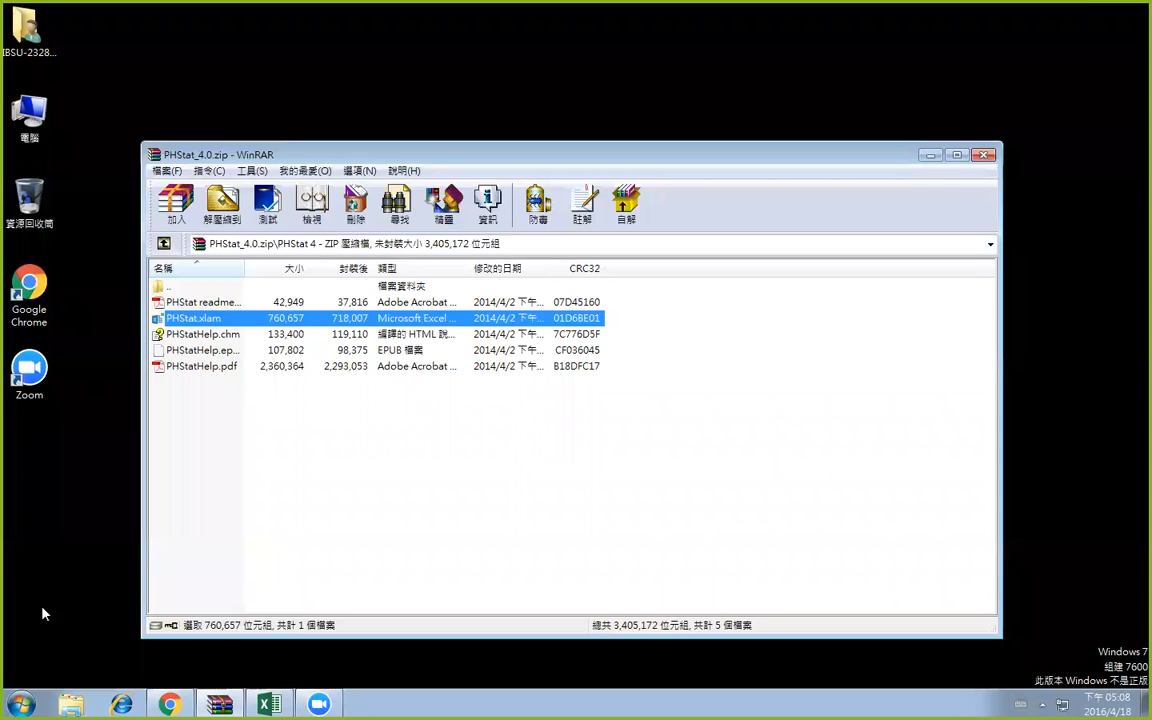 IBSU-2328...
電腦
資源回收筒
Google
Chrome
Zoom
PHStat_4.0.zip - WinRAR
檔案(F) 指令(C) 工具(S) 我的最愛(O) 選項(N) 說明(H)
加入 解壓縮到 測試 檢視 刪除 尋找 精靈 資訊 防毒 註解 自解
PHStat_4.0.zip\PHStat 4 - ZIP 壓縮檔, 未封裝大小 3,405,172 位元組
名稱 大小 封裝後 類型 修改的日期 CRC32
.. 檔案資料夾
PHStat readme... 42,949 37,816 Adobe Acrobat ... 2014/4/2 下午... 07D45160
PHStat.xlam 760,657 718,007 Microsoft Excel ... 2014/4/2 下午... 01D6BE01
PHStatHelp.chm 133,400 119,110 編譯的 HTML 說... 2014/4/2 下午... 7C776D5F
PHStatHelp.ep... 107,802 98,375 EPUB 檔案 2014/4/2 下午... CF036045
PHStatHelp.pdf 2,360,364 2,293,053 Adobe Acrobat ... 2014/4/2 下午... B18DFC17
選取 760,657 位元組, 共計 1 個檔案 總共 3,405,172 位元組, 共計 5 個檔案
Windows 7
組建 7600
此版本 Windows 不是正版
下午 05:08
2016/4/18